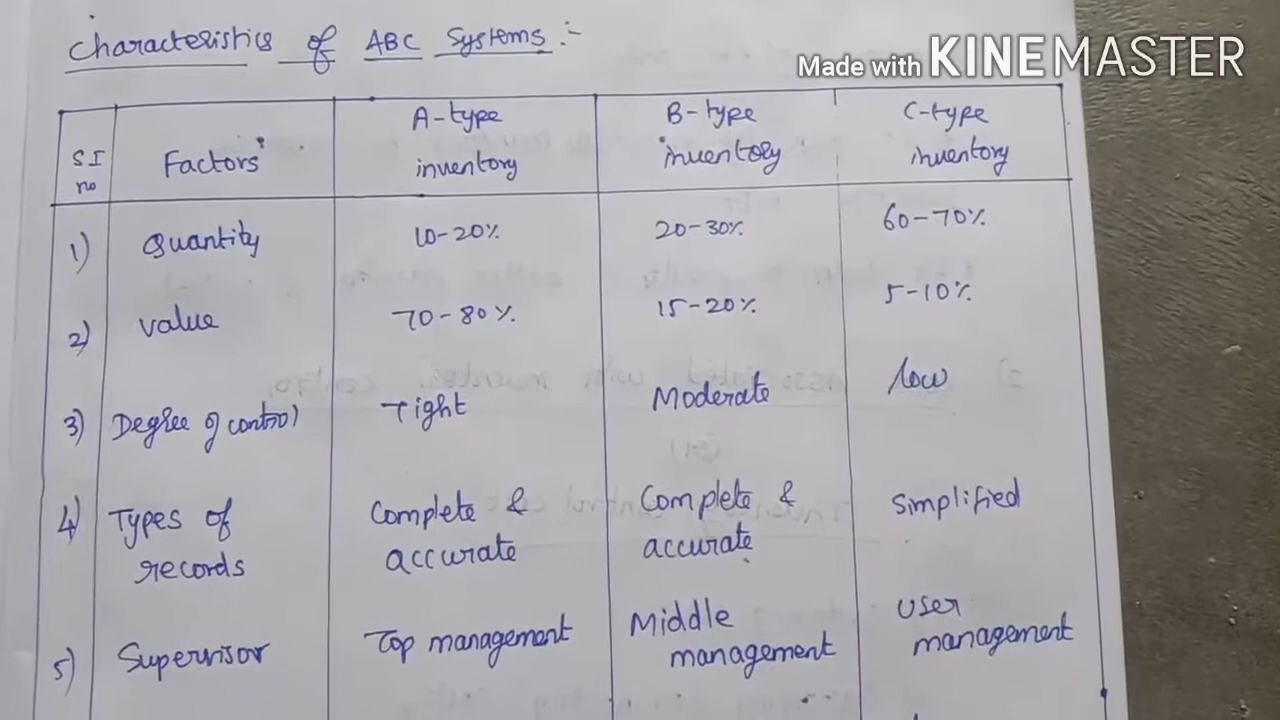 Characteristics of ABC Systems :-
Made with KINEMASTER
SI no Factors A-type inventory B-type inventory C-type inventory
1) Quantity 10-20% 20-30% 60-70%
2) Value 70-80% 15-20% 5-10%
3) Degree of control Tight Moderate low
4) Types of records Complete & accurate Complete & accurate Simplified
5) Supervisor Top management Middle management User management